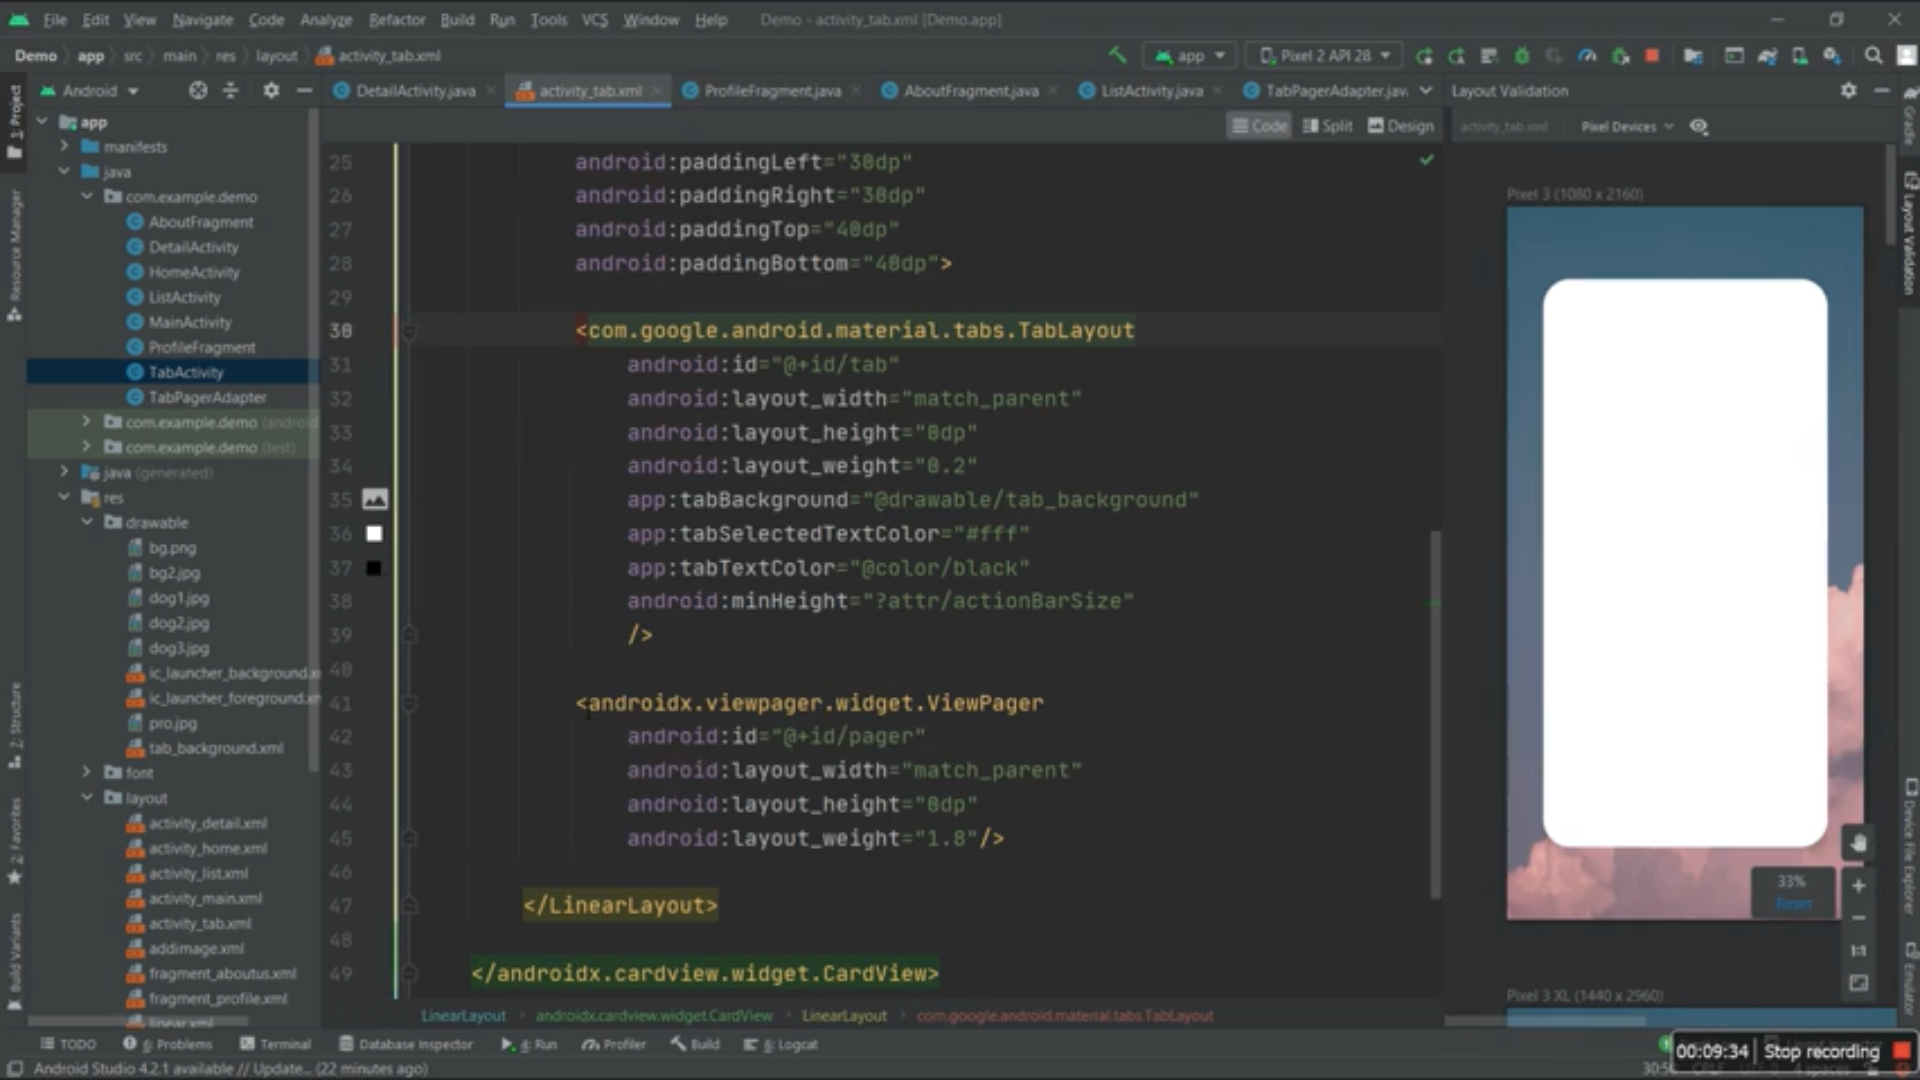 File Edit View Navigate Code Analyze Refactor Build Run Tools VCS Window Help Demo - activity_tab.xml [Demo.app]
Demo app src main res layout activity_tab.xml app Pixel 2 API 28
Android DetailActivity.java activity_tab.xml ProfileFragment.java AboutFragment.java ListActivity.java TabPagerAdapter.jav Layout Validation
Code Split Design activity_tab.xml Pixel Devices
1: Project
Resource Manager
Z: Structure
2: Favorites
Build Variants
app
manifests
java
com.example.demo
AboutFragment
DetailActivity
HomeActivity
ListActivity
MainActivity
ProfileFragment
TabActivity
TabPagerAdapter
com.example.demo (android
com.example.demo (test)
java (generated)
res
drawable
bg.png
bg2.jpg
dog1.jpg
dog2.jpg
dog3.jpg
ic_launcher_background.xm
ic_launcher_foreground.xm
pro.jpg
tab_background.xml
font
layout
activity_detail.xml
activity_home.xml
activity_list.xml
activity_main.xml
activity_tab.xml
addimage.xml
fragment_aboutus.xml
fragment_profile.xml
linear.xml
25 android:paddingLeft="30dp"
26 android:paddingRight="30dp"
27 android:paddingTop="40dp"
28 android:paddingBottom="40dp">
29
30 <com.google.android.material.tabs.TabLayout
31 android:id="@+id/tab"
32 android:layout_width="match_parent"
33 android:layout_height="0dp"
34 android:layout_weight="0.2"
35 app:tabBackground="@drawable/tab_background"
36 app:tabSelectedTextColor="#fff"
37 app:tabTextColor="@color/black"
38 android:minHeight="?attr/actionBarSize"
39 />
40
41 <androidx.viewpager.widget.ViewPager
42 android:id="@+id/pager"
43 android:layout_width="match_parent"
44 android:layout_height="0dp"
45 android:layout_weight="1.8"/>
46
47 </LinearLayout>
48
49 </androidx.cardview.widget.CardView>
LinearLayout androidx.cardview.widget.CardView LinearLayout com.google.android.material.tabs.TabLayout
Pixel 3 (1080 x 2160)
33%
Reset
1:1
Pixel 3 XL (1440 x 2960)
Gradle
Layout Validation
Device File Explorer
Emulator
TODO 6: Problems Terminal Database Inspector 4: Run Profiler Build 6: Logcat
00:09:34 Stop recording
Android Studio 4.2.1 available // Update... (22 minutes ago)